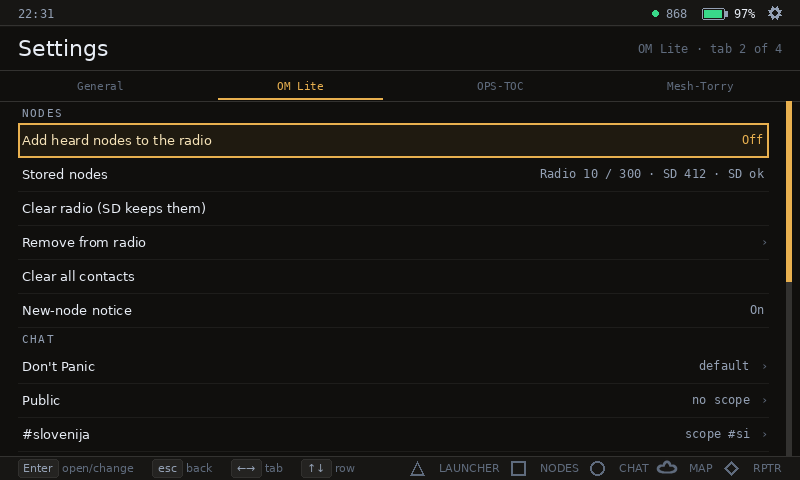 22:31 868 97%
Settings OM Lite · tab 2 of 4
General OM Lite OPS-TOC Mesh-Torry
NODES
Add heard nodes to the radio Off
Stored nodes Radio 10 / 300 · SD 412 · SD ok
Clear radio (SD keeps them)
Remove from radio ›
Clear all contacts
New-node notice On
CHAT
Don't Panic default ›
Public no scope ›
#slovenija scope #si ›
Enter open/change esc back ←→ tab ↑↓ row LAUNCHER NODES CHAT MAP RPTR